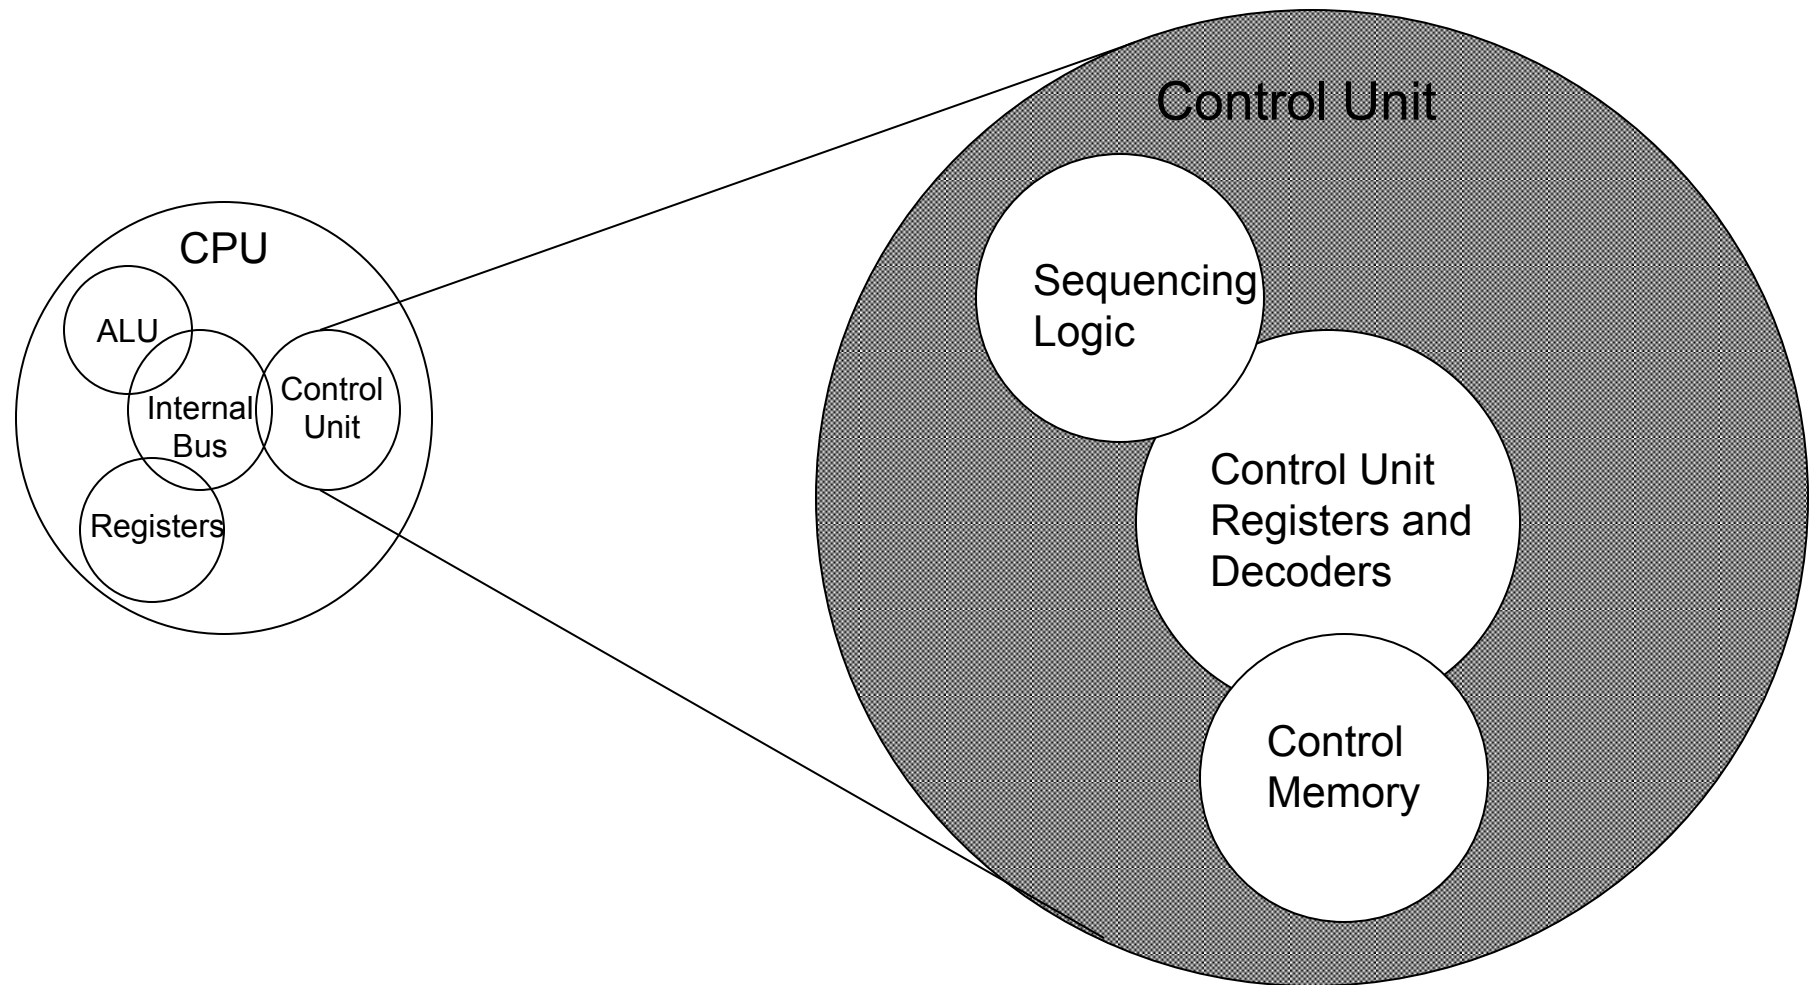 CPU
ALU
Internal
Bus
Control
Unit
Registers
Control Unit
Sequencing
Logic
Control Unit
Registers and
Decoders
Control
Memory